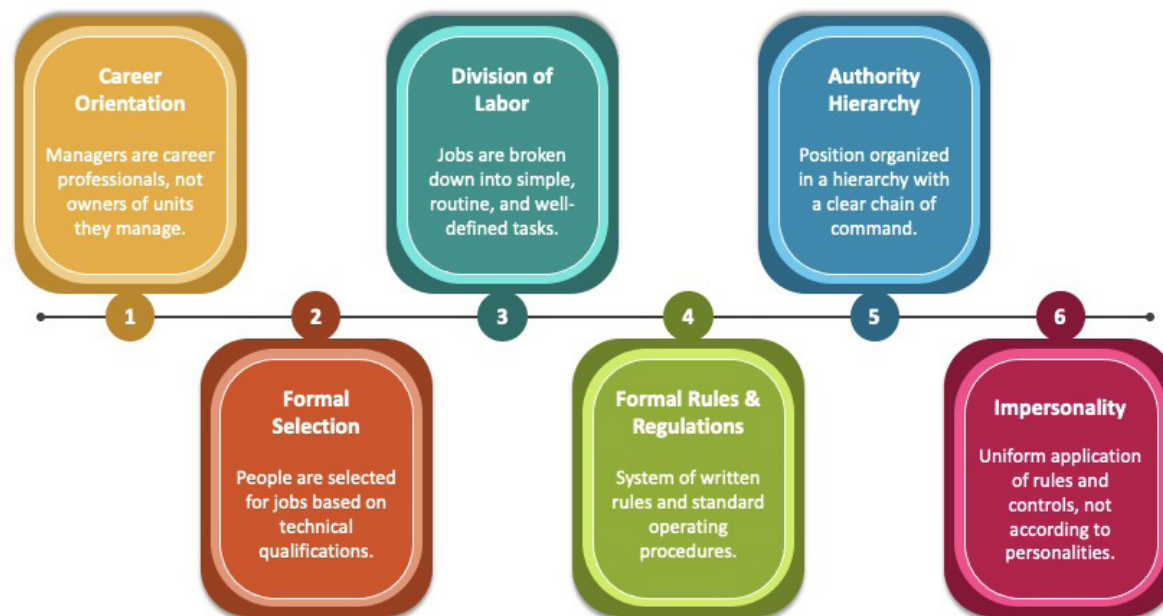 Career
Orientation
Managers are career
professionals, not
owners of units
they manage.
1
Formal
Selection
People are selected
for jobs based on
technical
qualifications.
2
Division of
Labor
Jobs are broken
down into simple,
routine, and well-
defined tasks.
3
Formal Rules &
Regulations
System of written
rules and standard
operating
procedures.
4
Authority
Hierarchy
Position organized
in a hierarchy with
a clear chain of
command.
5
Impersonality
Uniform application
of rules and
controls, not
according to
personalities.
6